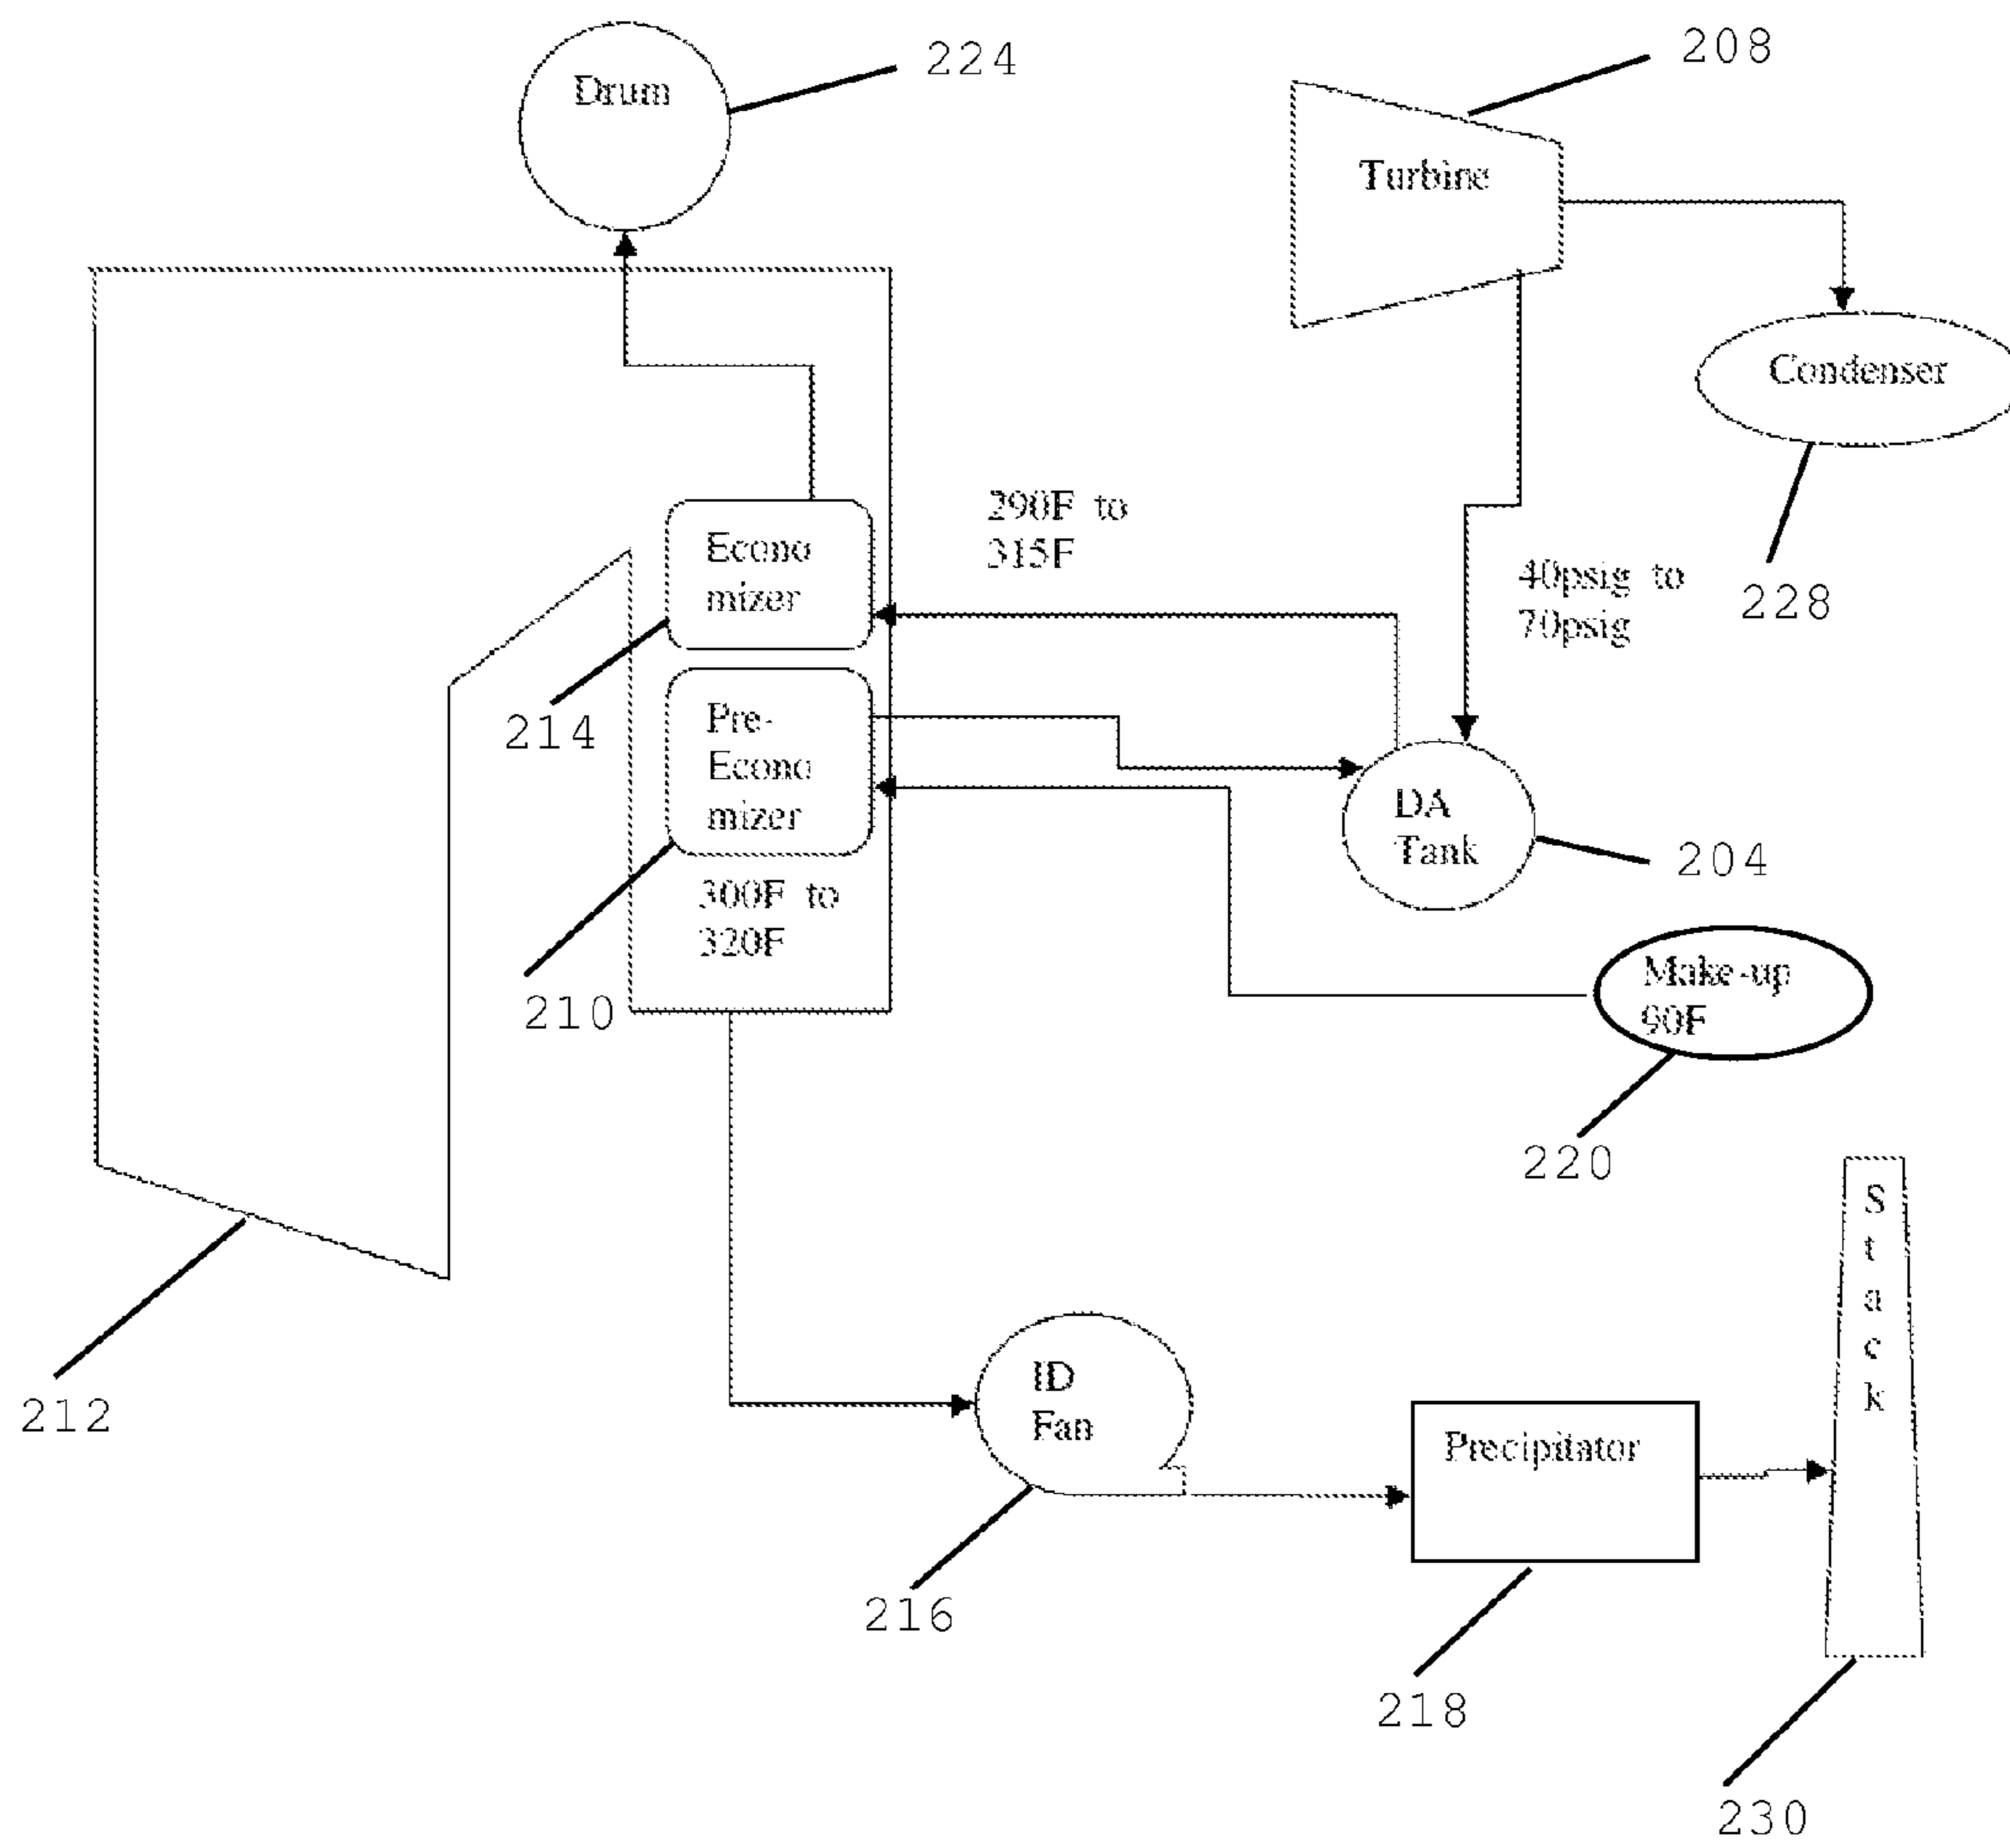 224
208
Drum
Turbine
Condenser
290F to
315F
Econo
mizer
40psig to
70psig
228
214
Pre-
Econo
mizer
DA
Tank
204
300F to
320F
Make-up
90F
210
220
S
t
a
c
k
212
ID
Fan
Precipitator
216
218
230